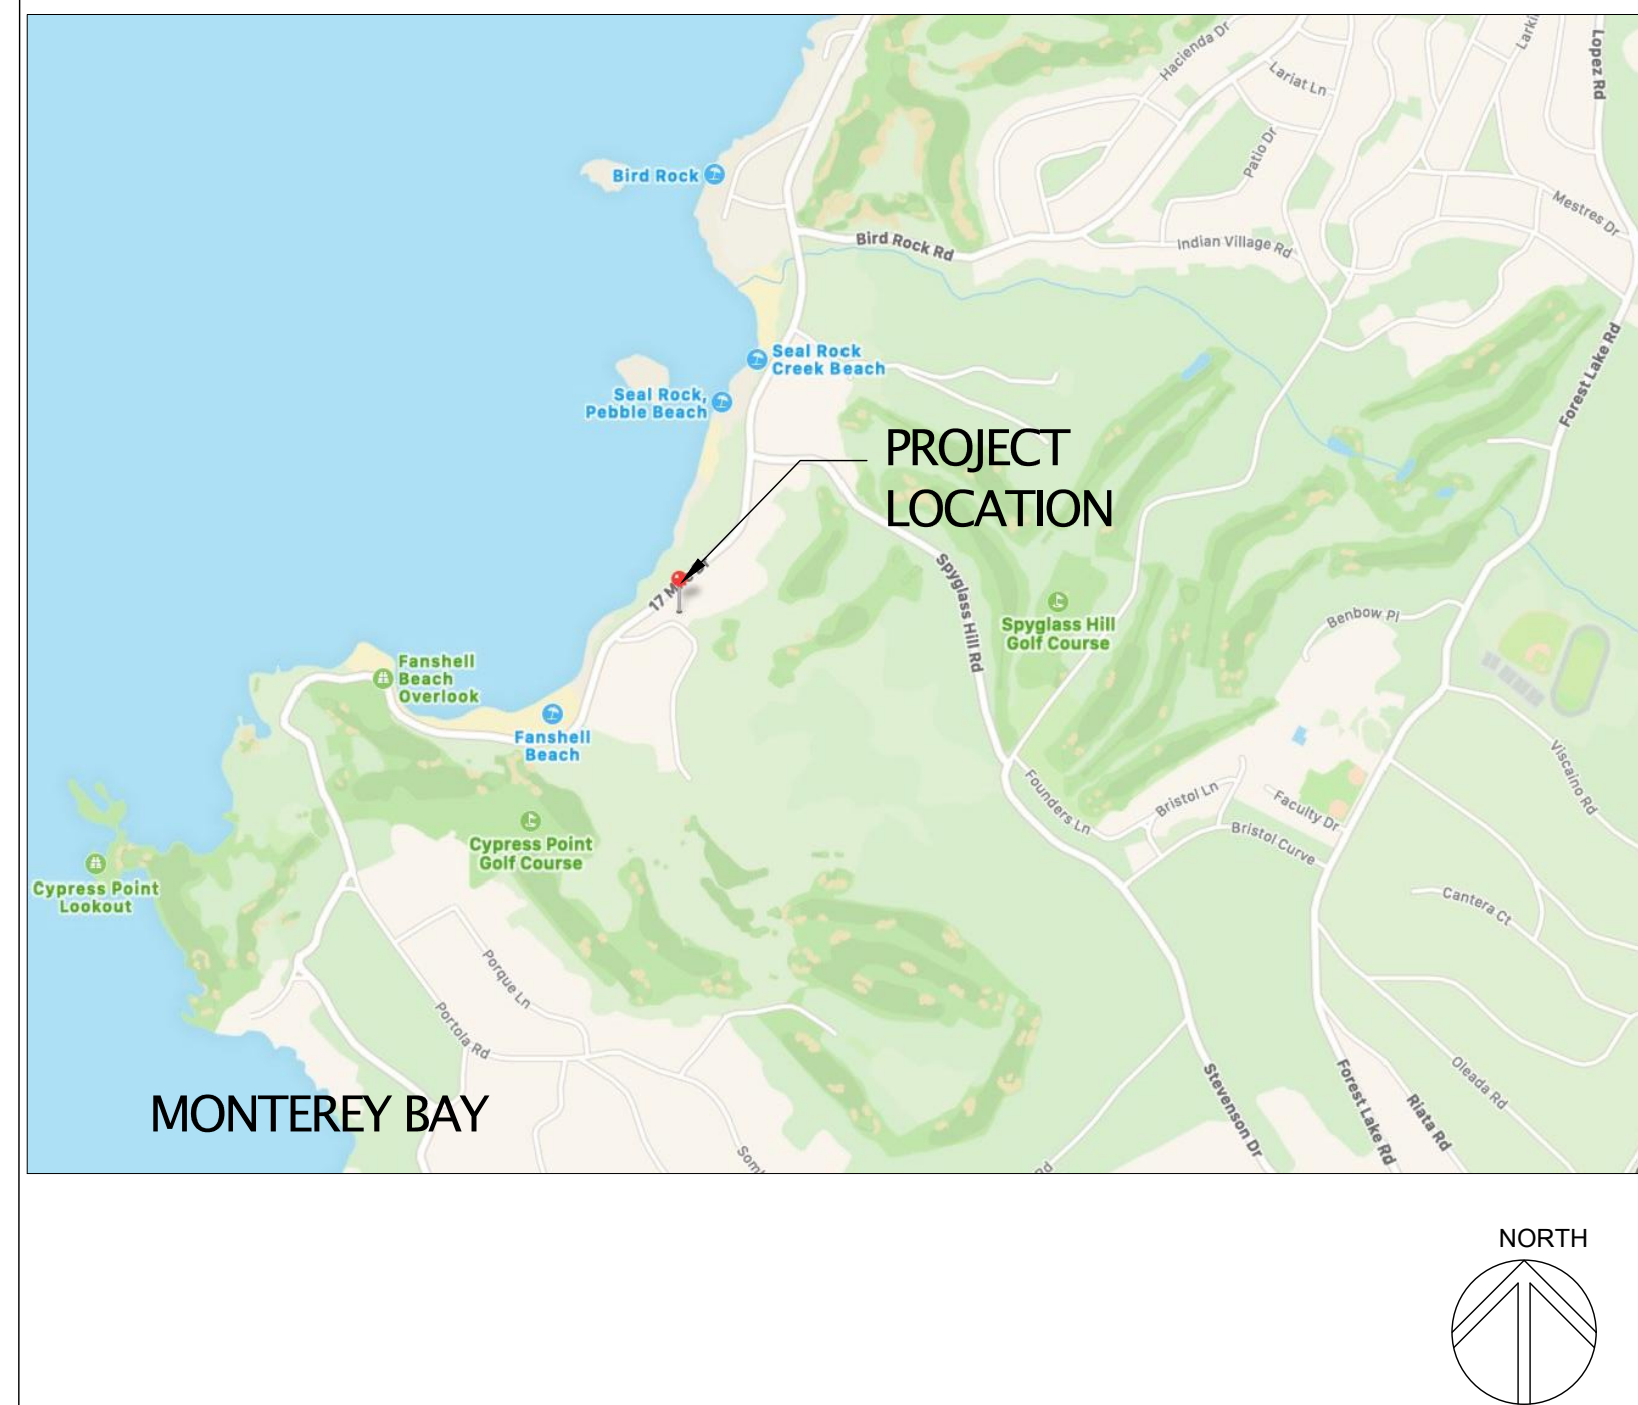 Hacienda Dr
Lariat Ln
Lopez Rd
Patio Dr
Bird Rock
Mestres Dr
Bird Rock Rd
Indian Village Rd
Forest Lake Rd
Seal Rock
Creek Beach
Seal Rock,
Pebble Beach
PROJECT
LOCATION
17
Spyglass Hill Rd
Spyglass Hill
Golf Course
Benbow Pl
Fanshell
Beach
Overlook
Fanshell
Beach
Viscaino Rd
Founders Ln
Bristol Ln
Faculty Dr
Bristol Curve
Cypress Point
Golf Course
Cypress Point
Lookout
Cantera Ct
Porque Ln
Portola Rd
Stevenson Dr
Forest Lake Rd
Riata Rd
Oleada Rd
MONTEREY BAY
Rd
NORTH